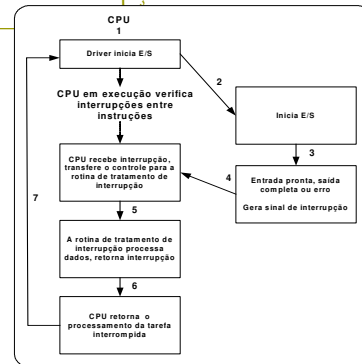 CPU
1
Driver inicia E/S
2
CPU em execução verifica
interrupções entre
instruções
Inicia E/S
3
CPU recebe interrupção,
transfere o controle para a
rotina de tratamento de
interrupção
4
Entrada pronta, saída
completa ou erro
Gera sinal de interrupção
7
5
A rotina de tratamento de
interrupção processa
dados, retorna interrupção
6
CPU retorna o
processamento da tarefa
interrompida